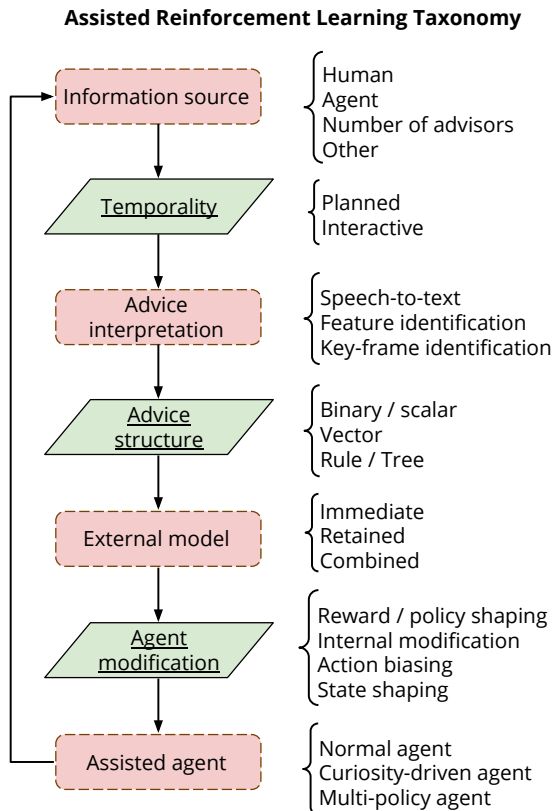 Assisted Reinforcement Learning Taxonomy
Information source
Human
Agent
Number of advisors
Other
Temporality
Planned
Interactive
Advice
interpretation
Speech-to-text
Feature identification
Key-frame identification
Advice
structure
Binary / scalar
Vector
Rule / Tree
External model
Immediate
Retained
Combined
Agent
modification
Reward / policy shaping
Internal modification
Action biasing
State shaping
Assisted agent
Normal agent
Curiosity-driven agent
Multi-policy agent